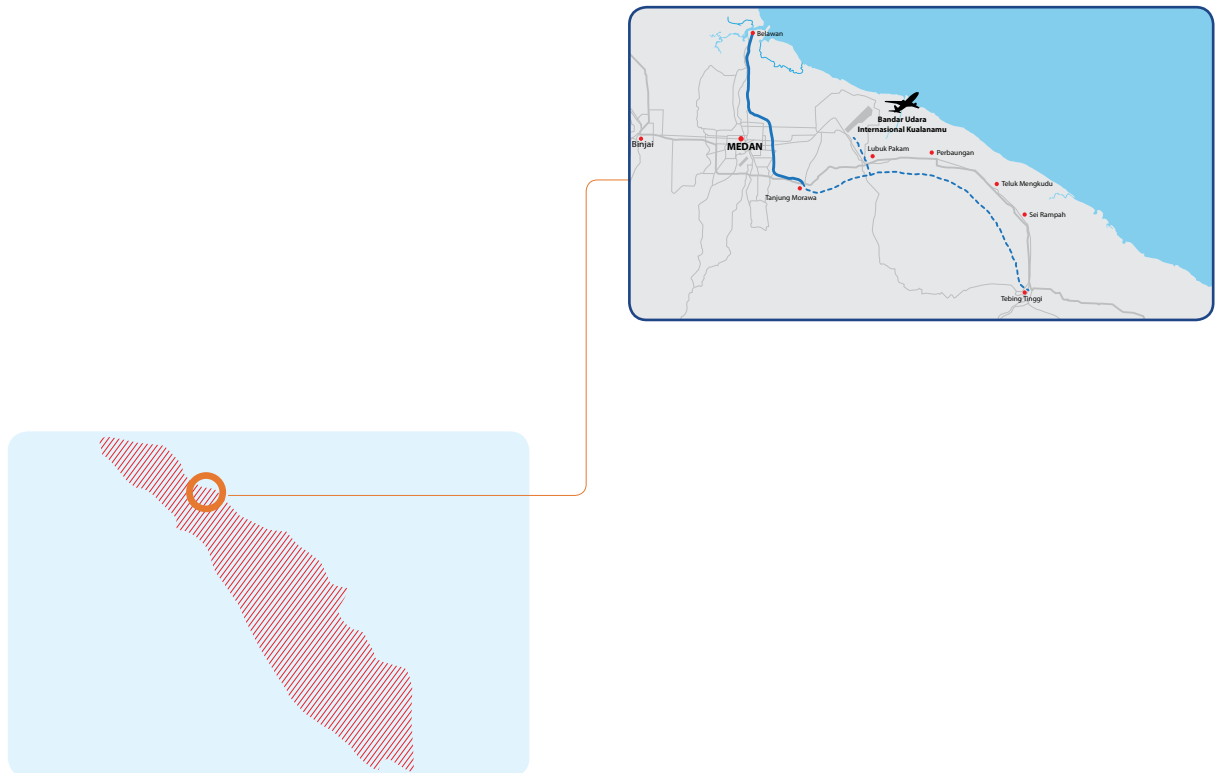 Belawan
Bandar Udara
Internasional Kualanamu
Binjai
MEDAN
Lubuk Pakam
Perbaungan
Tanjung Morawa
Teluk Mengkudu
Sei Rampah
Tebing Tinggi